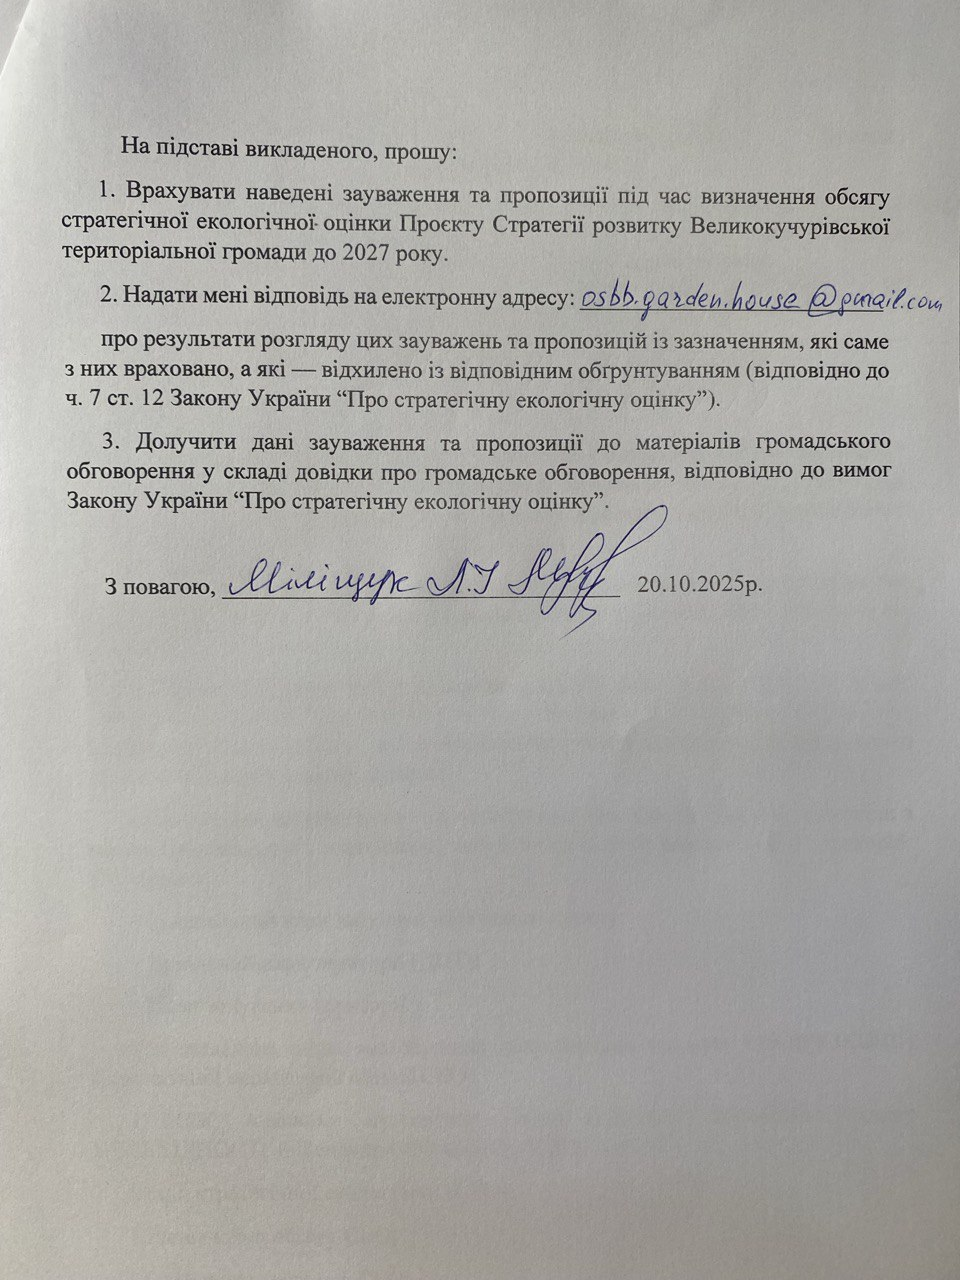 На підставі викладеного, прошу:
1. Врахувати наведені зауваження та пропозиції під час визначення обсягу
стратегічної екологічної оцінки Проєкту Стратегії розвитку Великокучурівської
територіальної громади до 2027 року.
2. Надати мені відповідь на електронну адресу: osbb.garden.house@gmail.com
про результати розгляду цих зауважень та пропозицій із зазначенням, які саме
з них враховано, а які — відхилено із відповідним обґрунтуванням (відповідно до
ч. 7 ст. 12 Закону України “Про стратегічну екологічну оцінку”).
3. Долучити дані зауваження та пропозиції до матеріалів громадського
обговорення у складі довідки про громадське обговорення, відповідно до вимог
Закону України “Про стратегічну екологічну оцінку”.
З повагою, Міліщук Л.І 20.10.2025р.